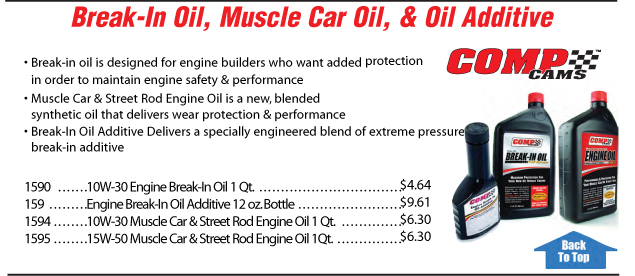 Break-In Oil, Muscle Car Oil, & Oil Additive
• Break-in oil is designed for engine builders who want added protection
in order to maintain engine safety & performance
• Muscle Car & Street Rod Engine Oil is a new, blended
synthetic oil that delivers wear protection & performance
• Break-In Oil Additive Delivers a specially engineered blend of extreme pressure
break-in additive
COMP
CAMS
™
COMP
BREAK-IN OIL
COMP
ENGINE OIL
1590 .......10W-30 Engine Break-In Oil 1 Qt. ................................$4.64
159 .........Engine Break-In Oil Additive 12 oz. Bottle ........................$9.61
1594 ........10W-30 Muscle Car & Street Rod Engine Oil 1 Qt. ..............$6.30
1595 ........15W-50 Muscle Car & Street Rod Engine Oil 1Qt. ...............$6.30
Back
To Top